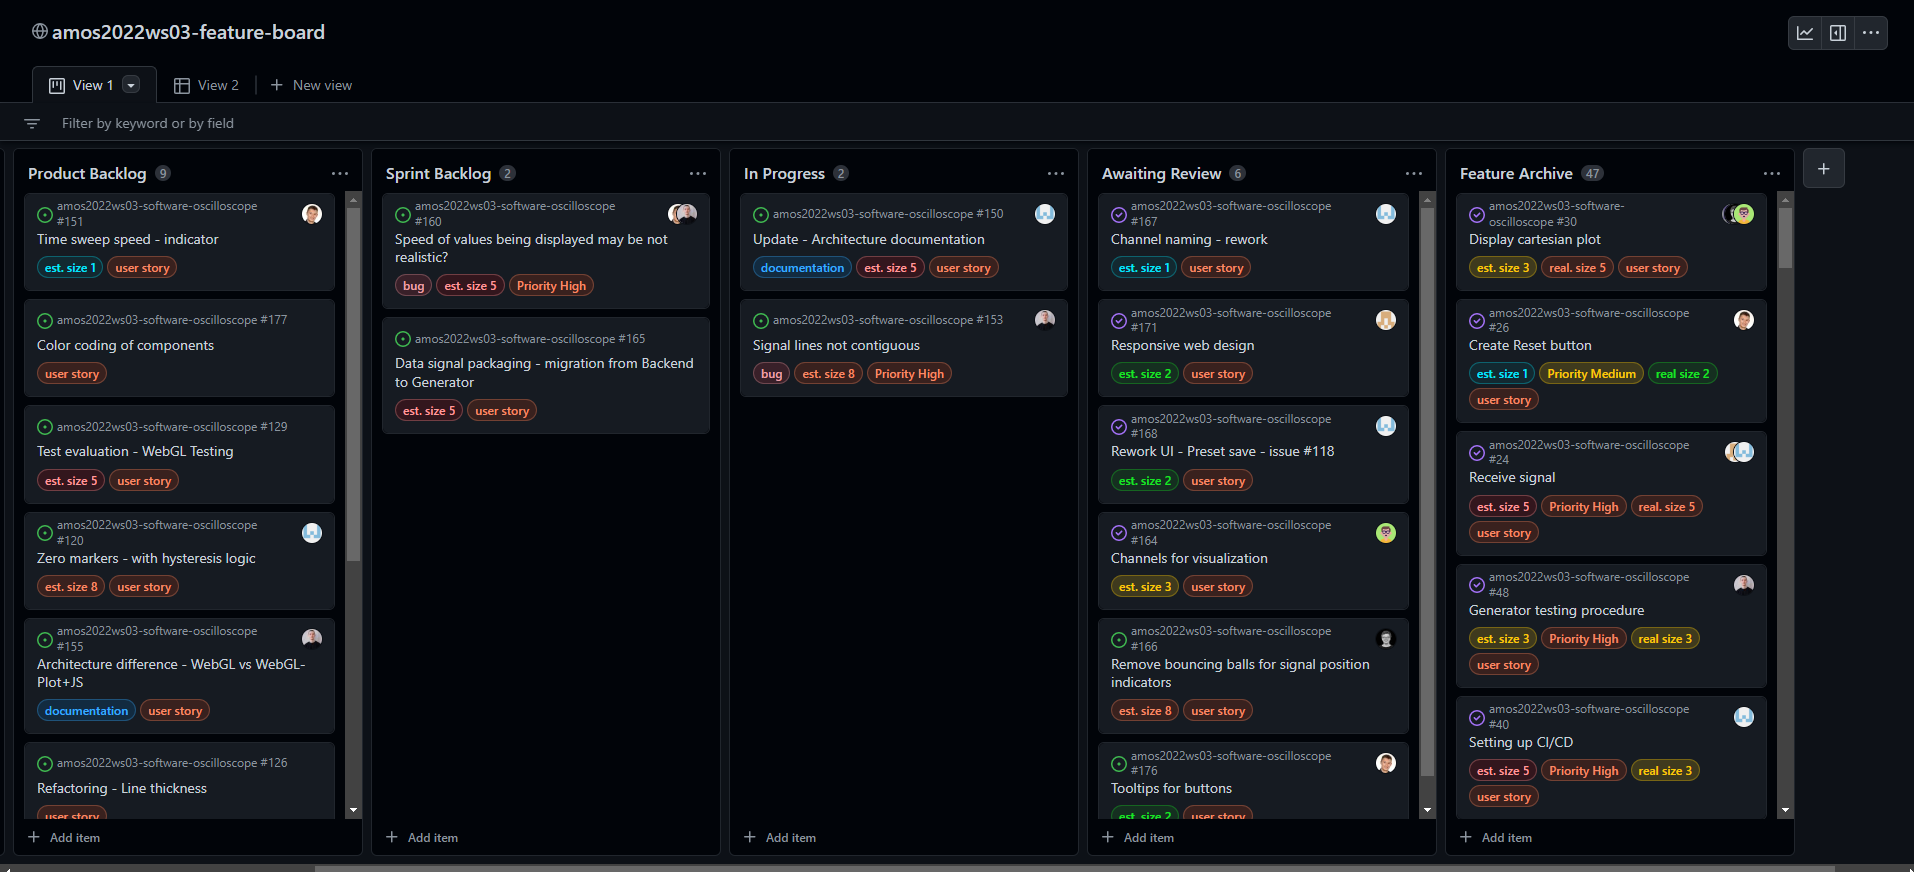 amos2022ws03-feature-board
View 1
View 2
New view
Filter by keyword or by field
Product Backlog 9
amos2022ws03-software-oscilloscope
#151
Time sweep speed - indicator
est. size 1 user story
amos2022ws03-software-oscilloscope #177
Color coding of components
user story
amos2022ws03-software-oscilloscope #129
Test evaluation - WebGL Testing
est. size 5 user story
amos2022ws03-software-oscilloscope
#120
Zero markers - with hysteresis logic
est. size 8 user story
amos2022ws03-software-oscilloscope
#155
Architecture difference - WebGL vs WebGL-
Plot+JS
documentation user story
amos2022ws03-software-oscilloscope #126
Refactoring - Line thickness
user story
Add item
Sprint Backlog 2
amos2022ws03-software-oscilloscope
#160
Speed of values being displayed may be not
realistic?
bug est. size 5 Priority High
amos2022ws03-software-oscilloscope #165
Data signal packaging - migration from Backend
to Generator
est. size 5 user story
Add item
In Progress 2
amos2022ws03-software-oscilloscope #150
Update - Architecture documentation
documentation est. size 5 user story
amos2022ws03-software-oscilloscope #153
Signal lines not contiguous
bug est. size 8 Priority High
Add item
Awaiting Review 6
amos2022ws03-software-oscilloscope
#167
Channel naming - rework
est. size 1 user story
amos2022ws03-software-oscilloscope
#171
Responsive web design
est. size 2 user story
amos2022ws03-software-oscilloscope
#168
Rework UI - Preset save - issue #118
est. size 2 user story
amos2022ws03-software-oscilloscope
#164
Channels for visualization
est. size 3 user story
amos2022ws03-software-oscilloscope
#166
Remove bouncing balls for signal position
indicators
est. size 8 user story
amos2022ws03-software-oscilloscope
#176
Tooltips for buttons
est. size 2 user story
Add item
Feature Archive 47
amos2022ws03-software-
oscilloscope #30
Display cartesian plot
est. size 3 real. size 5 user story
amos2022ws03-software-oscilloscope
#26
Create Reset button
est. size 1 Priority Medium real size 2
user story
amos2022ws03-software-oscilloscope
#24
Receive signal
est. size 5 Priority High real. size 5
user story
amos2022ws03-software-oscilloscope
#48
Generator testing procedure
est. size 3 Priority High real size 3
user story
amos2022ws03-software-oscilloscope
#40
Setting up CI/CD
est. size 5 Priority High real size 3
user story
Add item